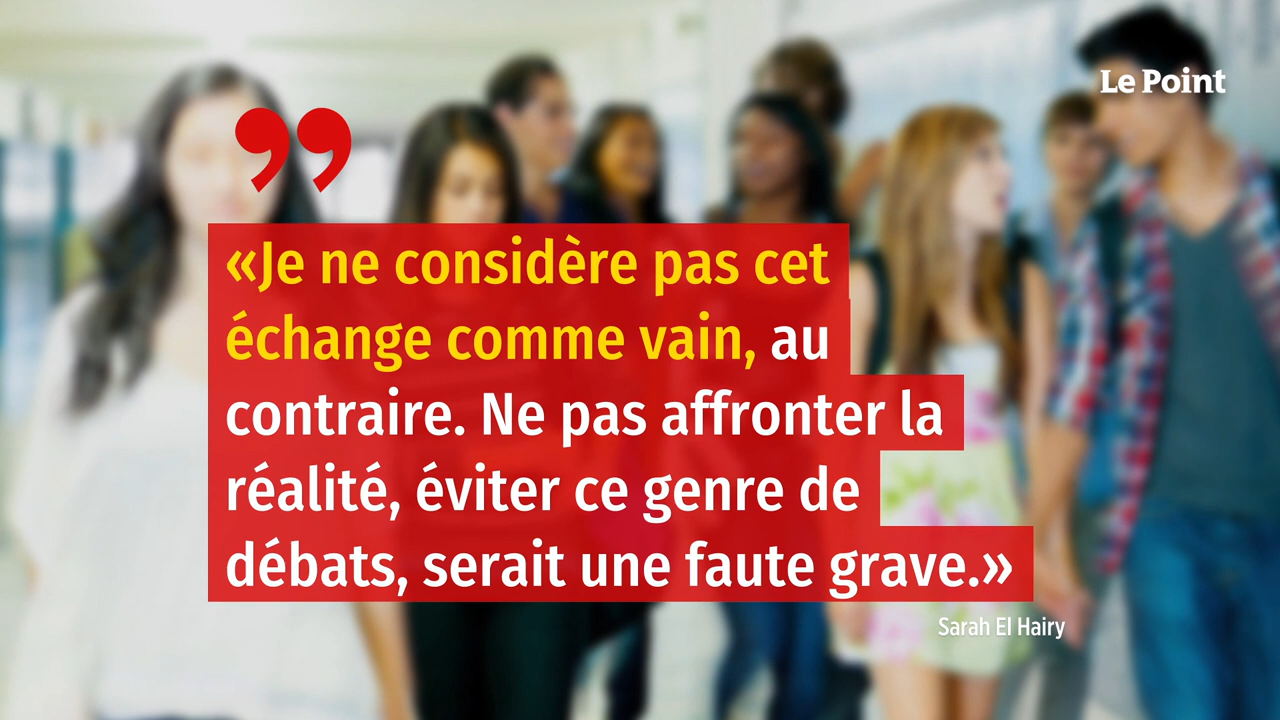 Le Point
”
«Je ne considère pas cet
échange comme vain, au
contraire. Ne pas affronter la
réalité, éviter ce genre de
débats, serait une faute grave.»
Sarah El Hairy